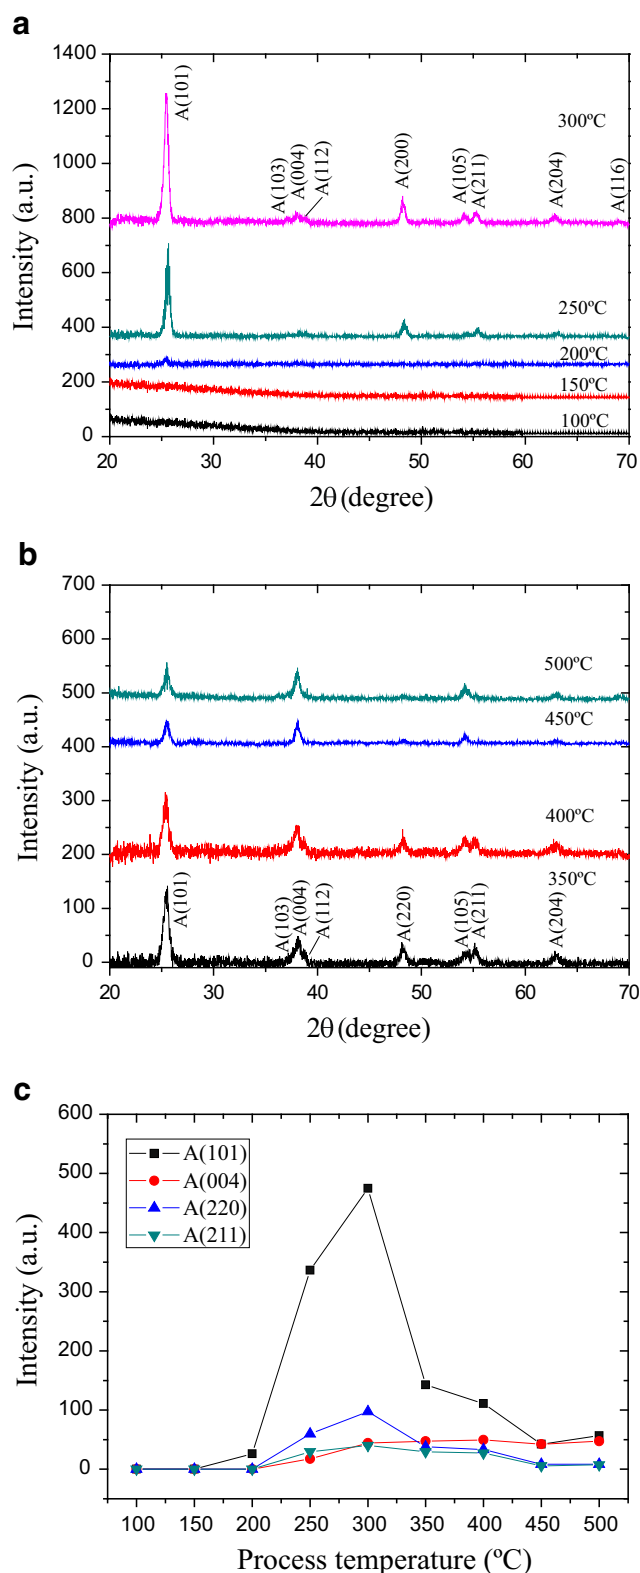 a
1400
1200
1000
800
600
400
200
0
Intensity (a.u.)
A(101)
A(103)
A(004)
A(112)
A(200)
A(105)
A(211)
A(204)
A(116)
300ºC
250ºC
200ºC
150ºC
100ºC
20 30 40 50 60 70
2θ (degree)
b
700
600
500
400
300
200
100
0
Intensity (a.u.)
500ºC
450ºC
400ºC
350ºC
A(101)
A(103)
A(004)
A(112)
A(220)
A(105)
A(211)
A(204)
20 30 40 50 60 70
2θ (degree)
c
600
500
400
300
200
100
0
Intensity (a.u.)
A(101)
A(004)
A(220)
A(211)
100 150 200 250 300 350 400 450 500
Process temperature (ºC)